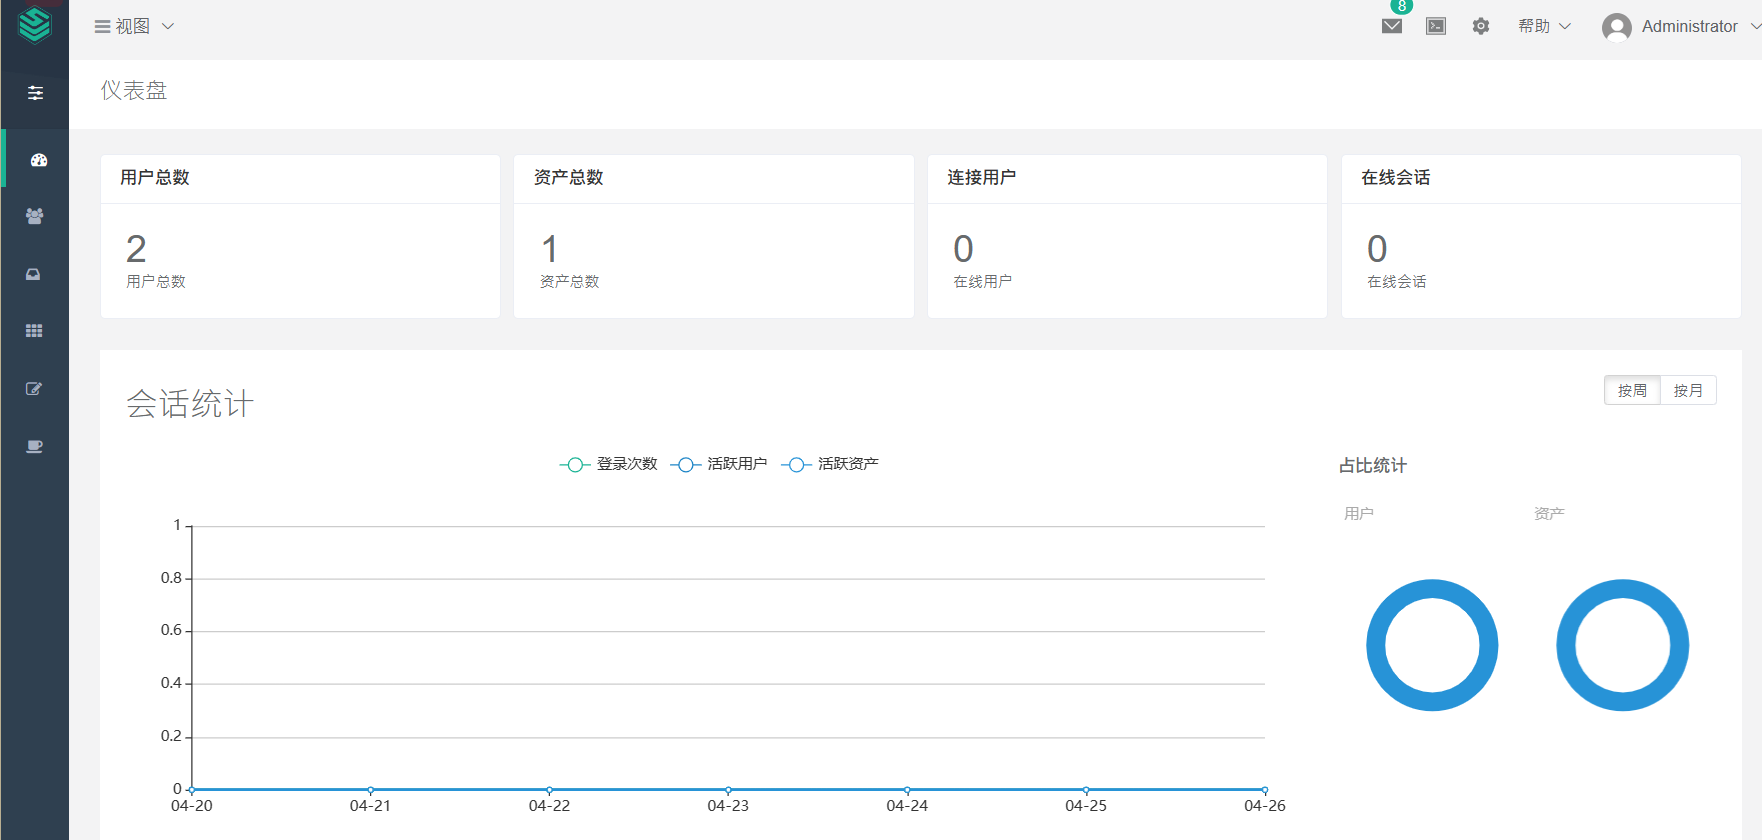 视图
8
帮助
Administrator
仪表盘
用户总数
2
用户总数
资产总数
1
资产总数
连接用户
0
在线用户
在线会话
0
在线会话
会话统计
按周 按月
登录次数 活跃用户 活跃资产
1
0.8
0.6
0.4
0.2
0
04-20 04-21 04-22 04-23 04-24 04-25 04-26
占比统计
用户 资产